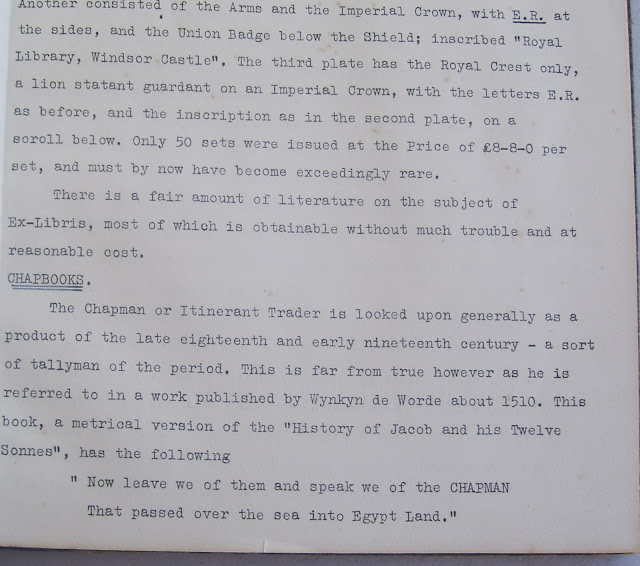 Another consisted of the Arms and the Imperial Crown, with E.R. at
the sides, and the Union Badge below the Shield; inscribed "Royal
Library, Windsor Castle". The third plate has the Royal Crest only,
a lion statant guardant on an Imperial Crown, with the letters E.R.
as before, and the inscription as in the second plate, on a
scroll below. Only 50 sets were issued at the Price of £8-8-0 per
set, and must by now have become exceedingly rare.
There is a fair amount of literature on the subject of
Ex-Libris, most of which is obtainable without much trouble and at
reasonable cost.
CHAPBOOKS.
The Chapman or Itinerant Trader is looked upon generally as a
product of the late eighteenth and early nineteenth century - a sort
of tallyman of the period. This is far from true however as he is
referred to in a work published by Wynkyn de Worde about 1510. This
book, a metrical version of the "History of Jacob and his Twelve
Sonnes", has the following
" Now leave we of them and speak we of the CHAPMAN
That passed over the sea into Egypt Land."